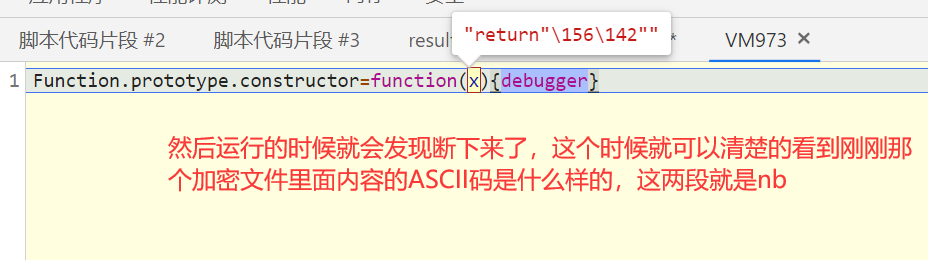 "return"\156\142""
脚本代码片段 #2 脚本代码片段 #3 result * VM973 ×
1 Function.prototype.constructor=function(x){debugger}
然后运行的时候就会发现断下来了，这个时候就可以清楚的看到刚刚那
个加密文件里面内容的ASCII码是什么样的，这两段就是nb